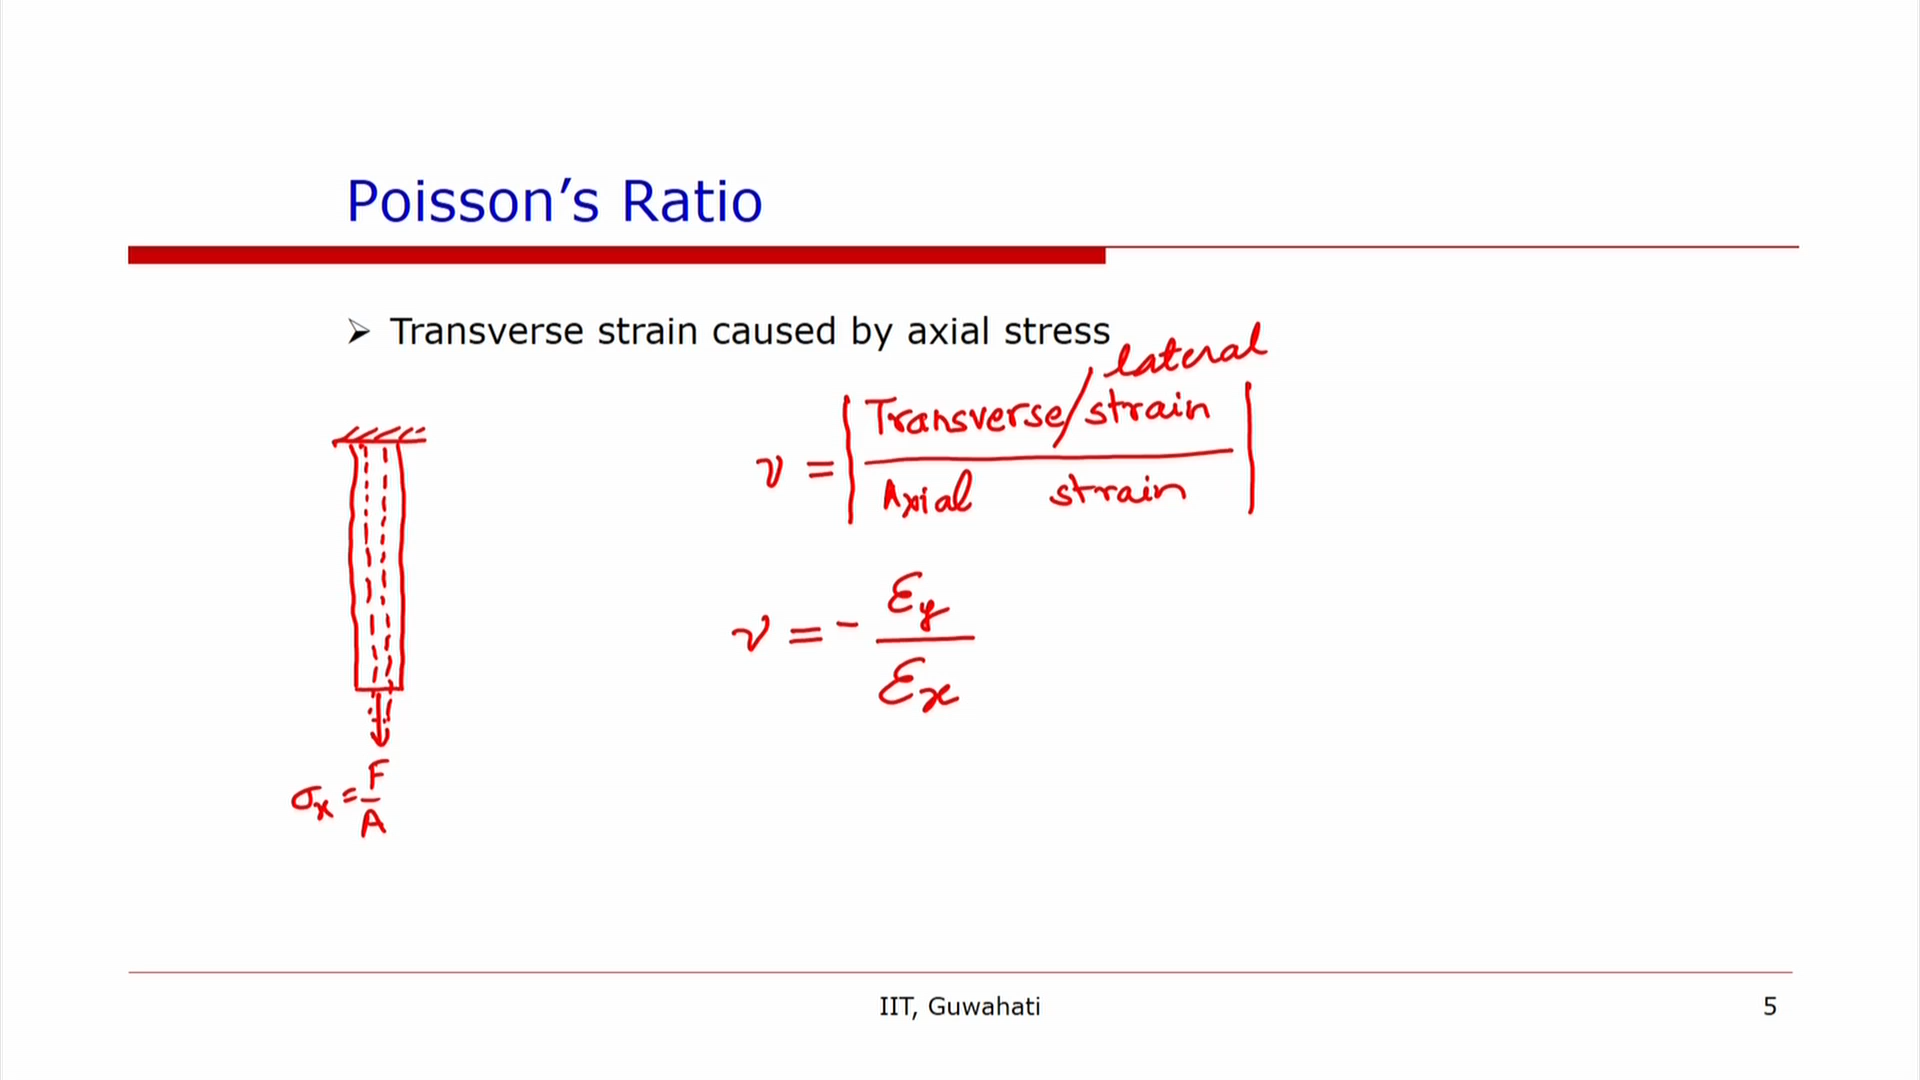 Poisson’s Ratio
➢ Transverse strain caused by axial stress
lateral
ν = | Transverse/strain / Axial strain |
ν = - εy / εx
σx = F / A
IIT, Guwahati
5